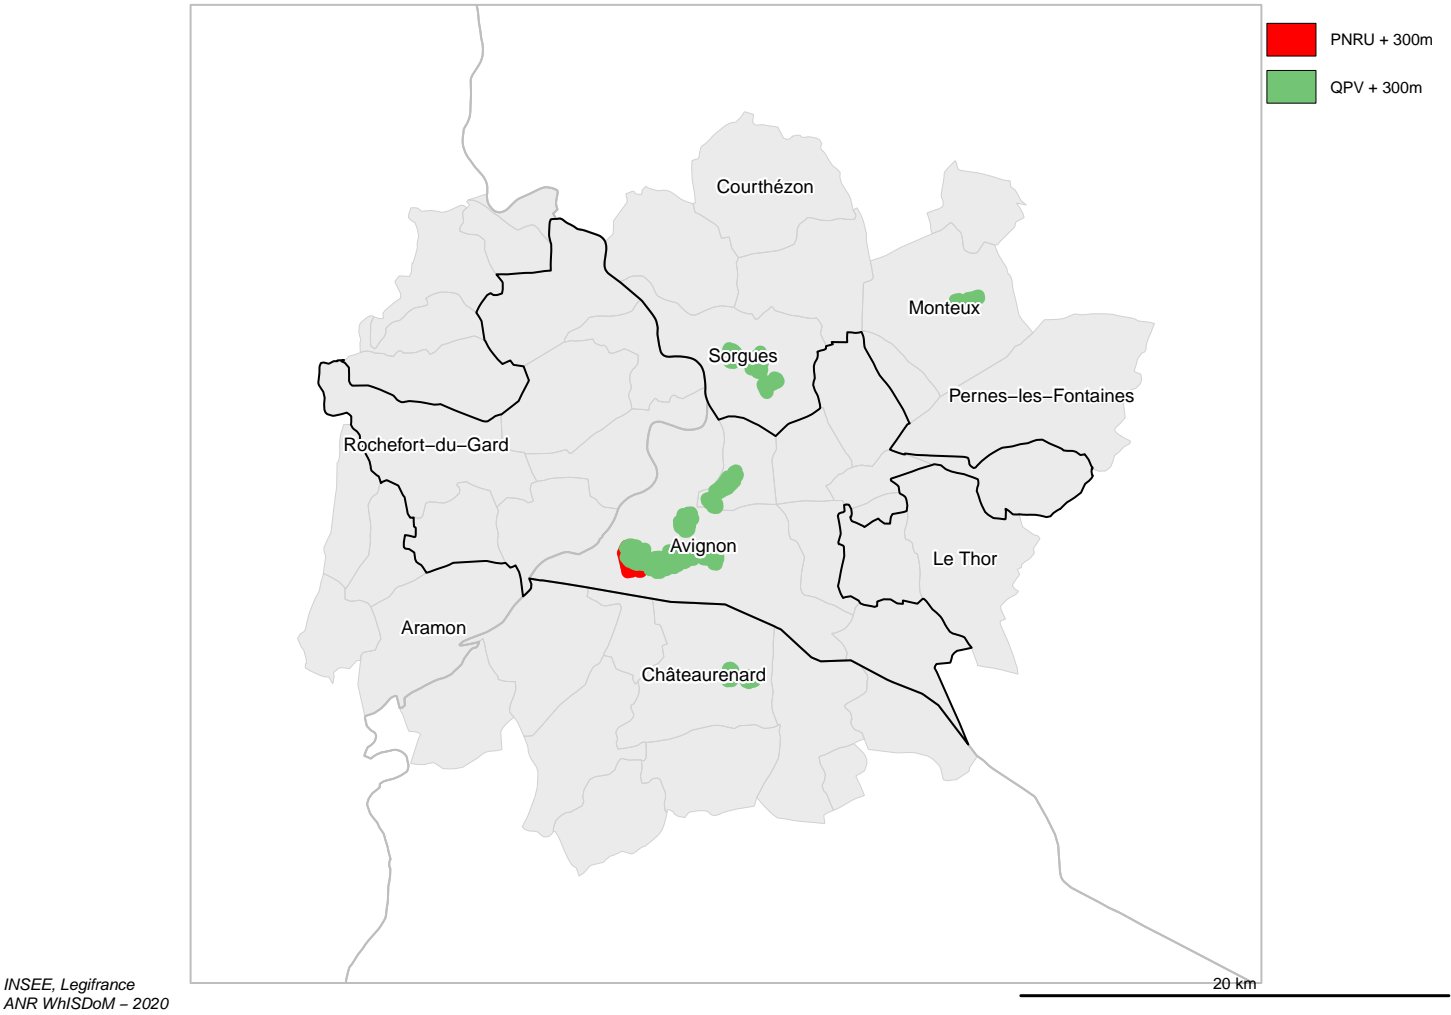 PNRU + 300m
QPV + 300m
Courthézon
Monteux
Sorgues
Pernes−les−Fontaines
Rochefort−du−Gard
Avignon
Le Thor
Aramon
Châteaurenard
20 km
INSEE, Legifrance
ANR WhISDoM − 2020